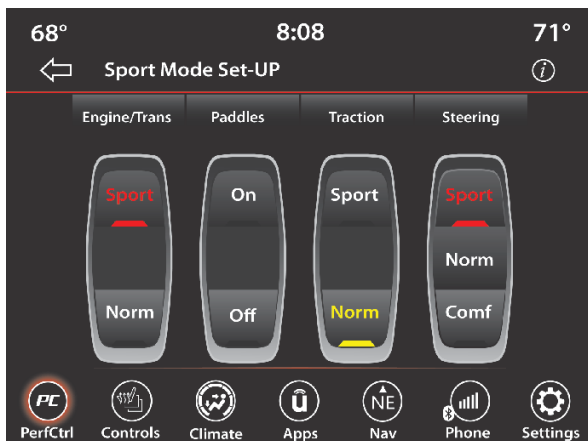 68° 8:08 71°
Sport Mode Set-UP i
Engine/Trans Paddles Traction Steering
Sport On Sport Sport
Norm
Norm Off Norm Comf
PC û NE
PerfCtrl Controls Climate Apps Nav Phone Settings